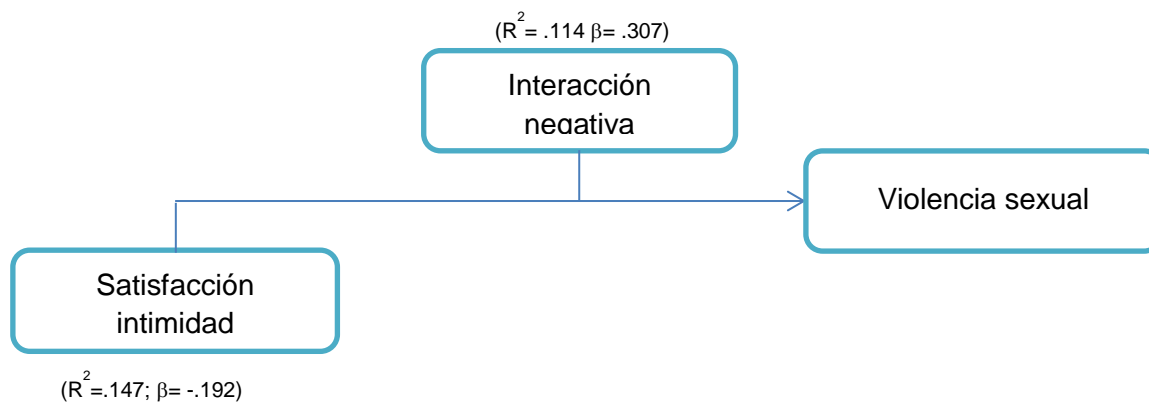 (R²= .114 β= .307)
Interacción
negativa
Violencia sexual
Satisfacción
intimidad
(R²=.147; β= -.192)